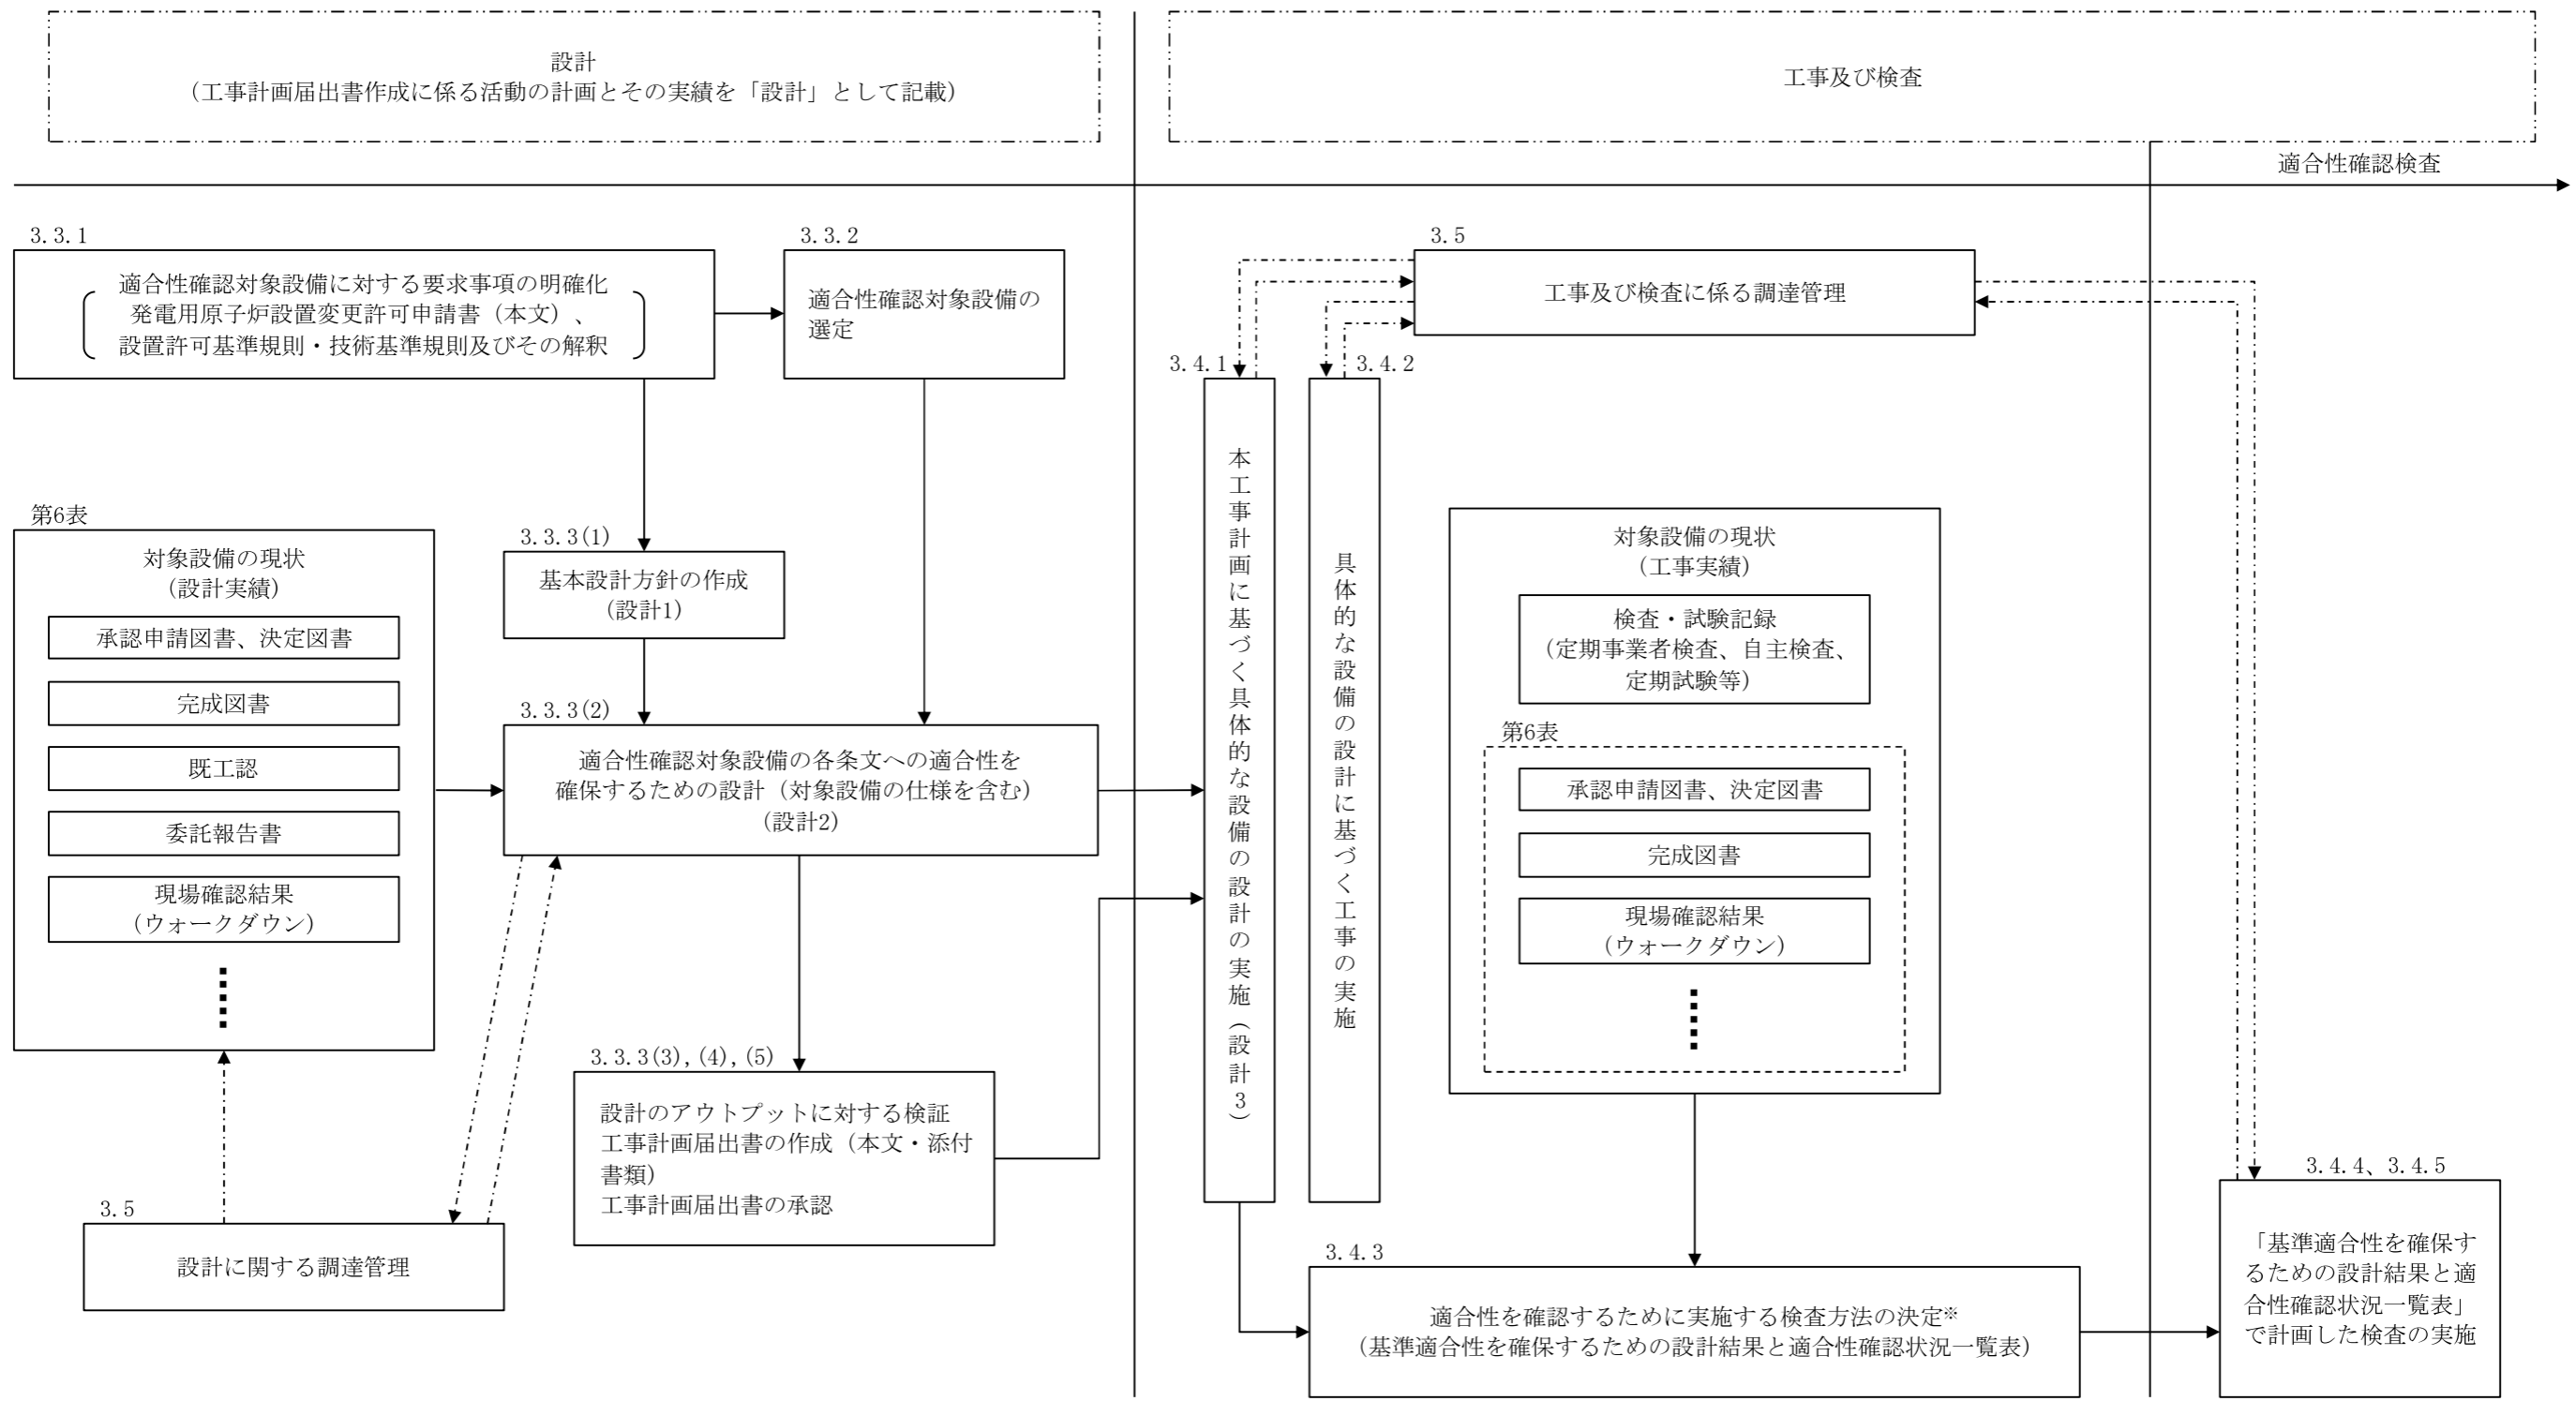 設計
（工事計画届出書作成に係る活動の計画とその実績を「設計」として記載）
工事及び検査
適合性確認検査
3.3.1
適合性確認対象設備に対する要求事項の明確化
発電用原子炉設置変更許可申請書（本文）、
設置許可基準規則・技術基準規則及びその解釈
3.3.2
適合性確認対象設備の
選定
第6表
対象設備の現状
（設計実績）
承認申請図書、決定図書
完成図書
既工認
委託報告書
現場確認結果
（ウォークダウン）
3.3.3(1)
基本設計方針の作成
（設計1）
3.3.3(2)
適合性確認対象設備の各条文への適合性を
確保するための設計（対象設備の仕様を含む）
（設計2）
3.3.3(3),(4),(5)
設計のアウトプットに対する検証
工事計画届出書の作成（本文・添付
書類）
工事計画届出書の承認
3.5
設計に関する調達管理
3.5
工事及び検査に係る調達管理
3.4.1
本工事計画に基づく具体的な設備の設計の実施（設計3）
3.4.2
具体的な設備の設計に基づく工事の実施
対象設備の現状
（工事実績）
検査・試験記録
（定期事業者検査、自主検査、
定期試験等）
第6表
承認申請図書、決定図書
完成図書
現場確認結果
（ウォークダウン）
3.4.3
適合性を確認するために実施する検査方法の決定※
（基準適合性を確保するための設計結果と適合性確認状況一覧表）
3.4.4、3.4.5
「基準適合性を確保す
るための設計結果と適
合性確認状況一覧表」
で計画した検査の実施